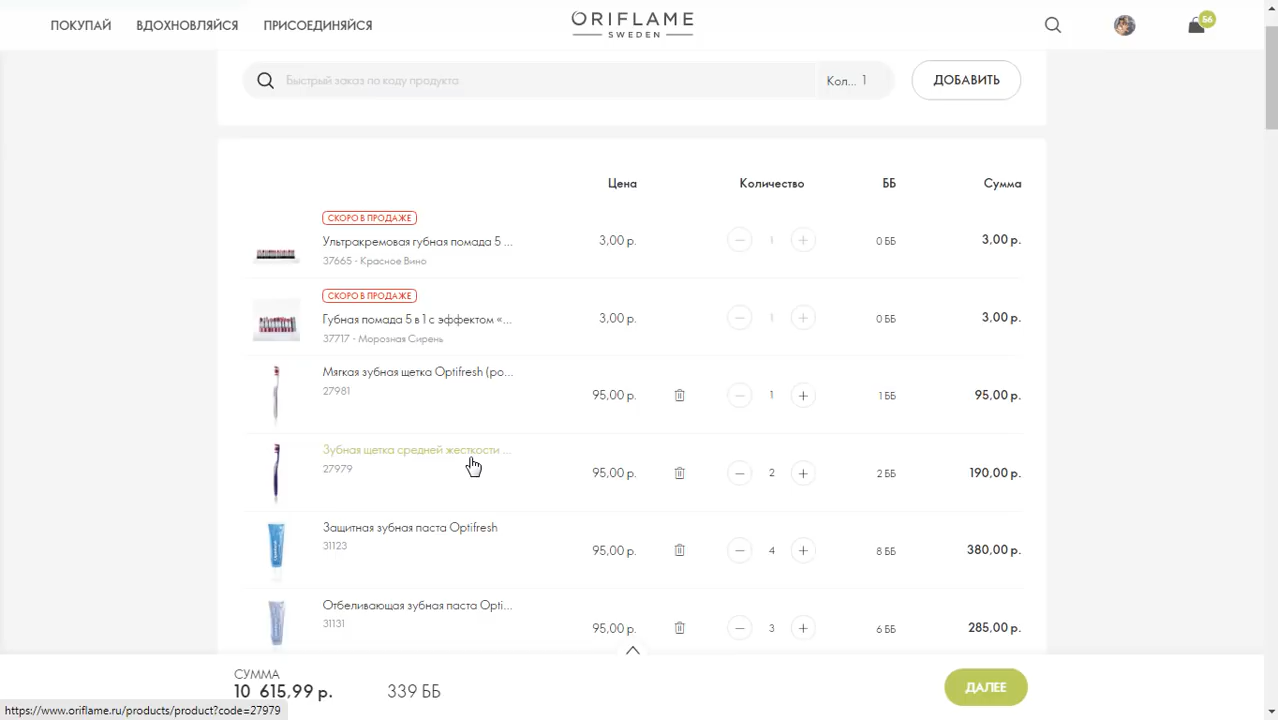 ПОКУПАЙ ВДОХНОВЛЯЙСЯ ПРИСОЕДИНЯЙСЯ ORIFLAME 56
SWEDEN
Быстрый заказ по коду продукта Кол... 1 ДОБАВИТЬ
Цена Количество ББ Сумма
СКОРО В ПРОДАЖЕ
Ультракремовая губная помада 5 ... 3,00 р. 1 0 ББ 3,00 р.
37665 - Красное Вино
СКОРО В ПРОДАЖЕ
Губная помада 5 в 1 с эффектом «... 3,00 р. 1 0 ББ 3,00 р.
37717 - Морозная Сирень
Мягкая зубная щетка Optifresh (ро...
27981 95,00 р. 1 1 ББ 95,00 р.
Зубная щетка средней жесткости ...
27979 95,00 р. 2 2 ББ 190,00 р.
Защитная зубная паста Optifresh
31123 95,00 р. 4 8 ББ 380,00 р.
Отбеливающая зубная паста Opti...
31131 95,00 р. 3 6 ББ 285,00 р.
СУММА
10 615,99 р. 339 ББ ДАЛЕЕ
https://www.oriflame.ru/products/product?code=27979